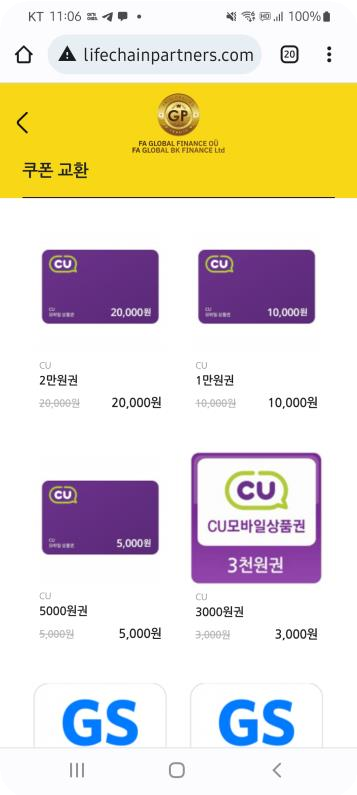 KT 11:06
100%
lifechainpartners.com
20
GP
FA GLOBAL FINANCE OÜ
FA GLOBAL BK FINANCE Ltd
쿠폰 교환
CU
CU
모바일 상품권
20,000원
CU
CU
모바일 상품권
10,000원
CU
CU
2만원권
1만원권
20,000원 20,000원
10,000원 10,000원
CU
CU
모바일 상품권
5,000원
CU
CU모바일상품권
3천원권
CU
CU
5000원권
3000원권
5,000원 5,000원
3,000원 3,000원
GS
GS